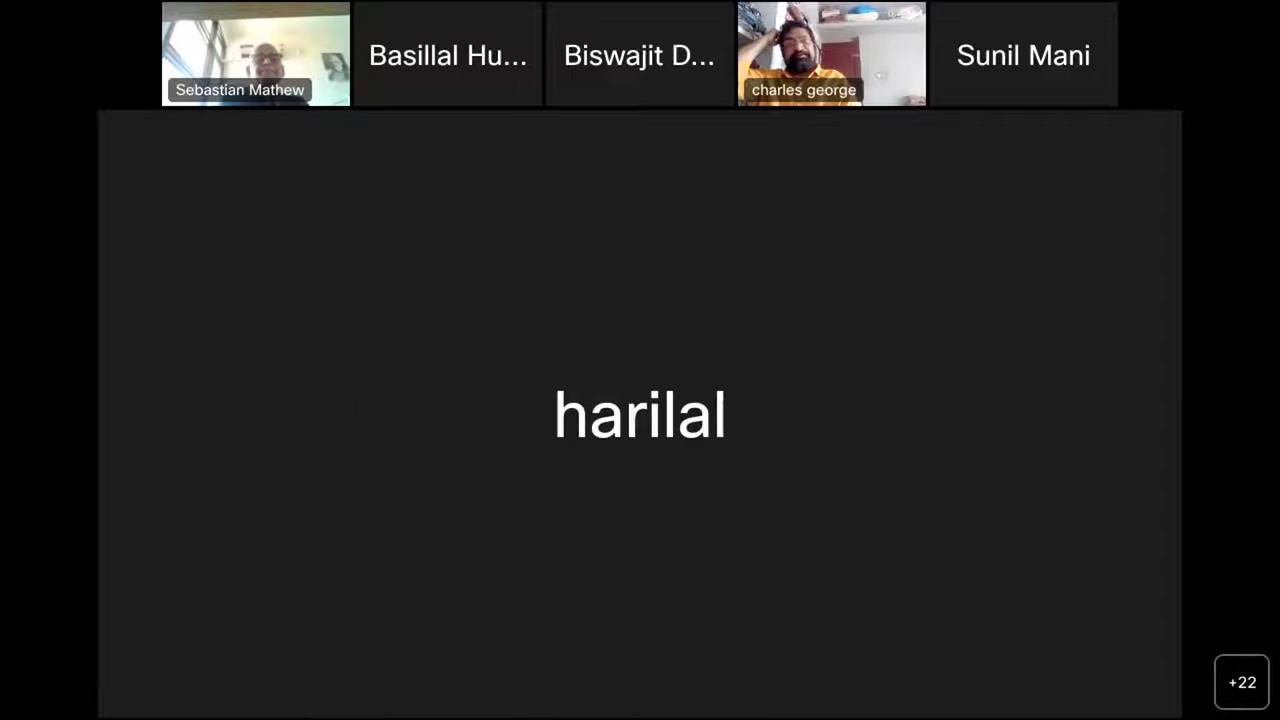 Sebastian Mathew
Basillal Hu...
Biswajit D...
charles george
Sunil Mani
harilal
+22